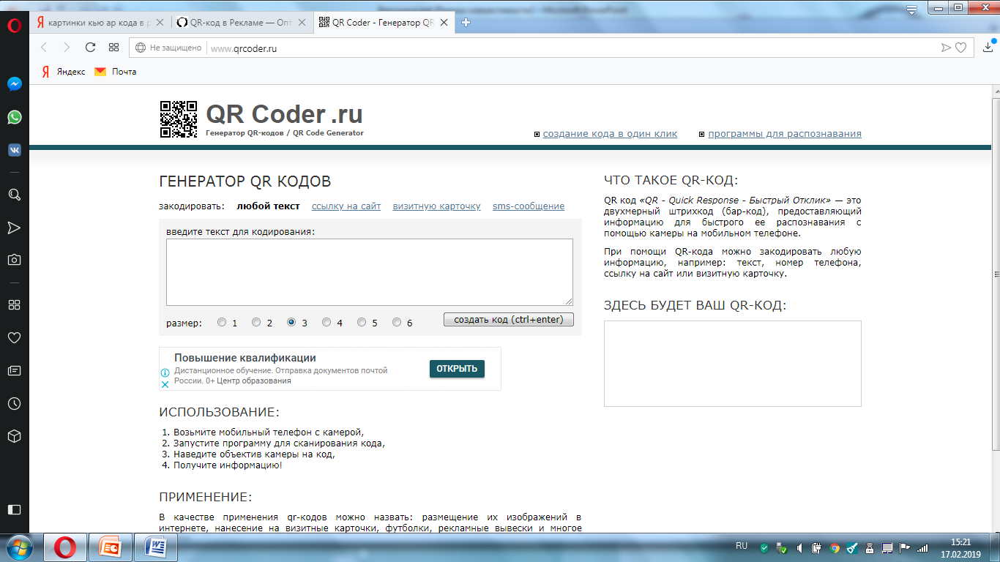 картинки кью ар кода в р
QR-код в Рекламе — Опт
QR Coder - Генератор QR
Не защищено
www.qrcoder.ru
Яндекс
Почта
QR Coder .ru
Генератор QR-кодов / QR Code Generator
создание кода в один клик
программы для распознавания
ГЕНЕРАТОР QR КОДОВ
закодировать: любой текст ссылку на сайт визитную карточку sms-сообщение
введите текст для кодирования:
размер: 1 2 3 4 5 6
создать код (ctrl+enter)
Повышение квалификации
Дистанционное обучение. Отправка документов почтой
России. 0+ Центр образования
ОТКРЫТЬ
ИСПОЛЬЗОВАНИЕ:
1. Возьмите мобильный телефон с камерой,
2. Запустите программу для сканирования кода,
3. Наведите объектив камеры на код,
4. Получите информацию!
ПРИМЕНЕНИЕ:
В качестве применения qr-кодов можно назвать: размещение их изображений в
интернете, нанесение на визитные карточки, футболки, рекламные вывески и многое
ЧТО ТАКОЕ QR-КОД:
QR код «QR - Quick Response - Быстрый Отклик» — это
двухмерный штрихкод (бар-код), предоставляющий
информацию для быстрого ее распознавания с
помощью камеры на мобильном телефоне.
При помощи QR-кода можно закодировать любую
информацию, например: текст, номер телефона,
ссылку на сайт или визитную карточку.
ЗДЕСЬ БУДЕТ ВАШ QR-КОД:
RU
15:21
17.02.2019